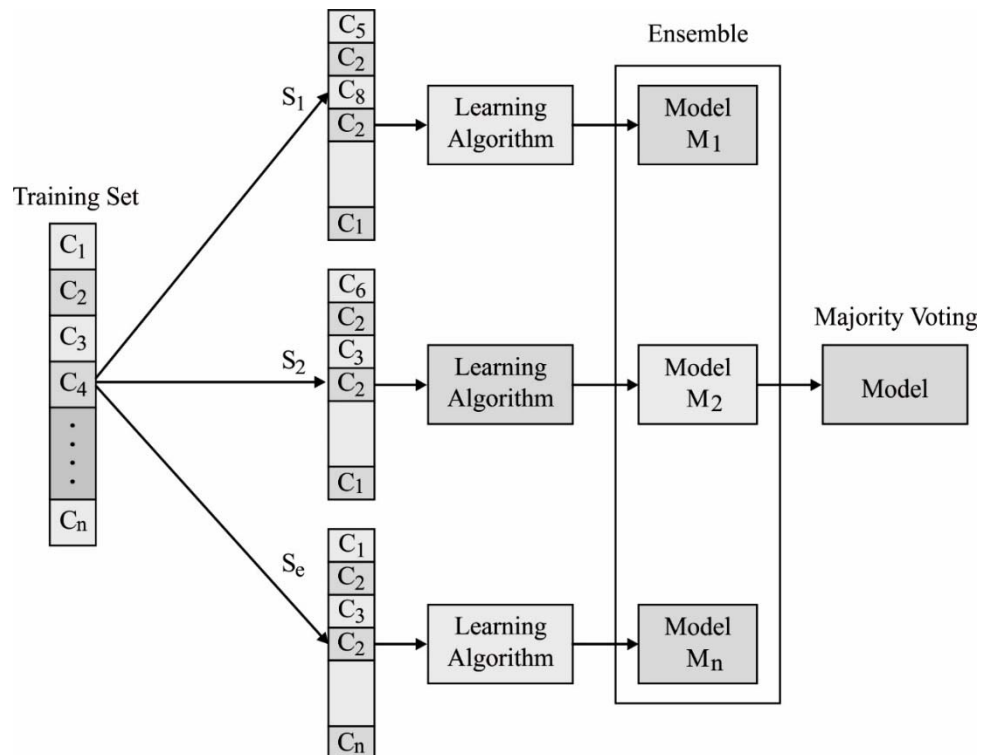 Training Set
C₁
C₂
C₃
C₄
....
Cₙ
S₁
S₂
Sₑ
C₅
C₂
C₈
C₂
C₁
C₆
C₂
C₃
C₂
C₁
C₁
C₂
C₃
C₂
Cₙ
Learning
Algorithm
Learning
Algorithm
Learning
Algorithm
Ensemble
Model
M₁
Model
M₂
Model
Mₙ
Majority Voting
Model